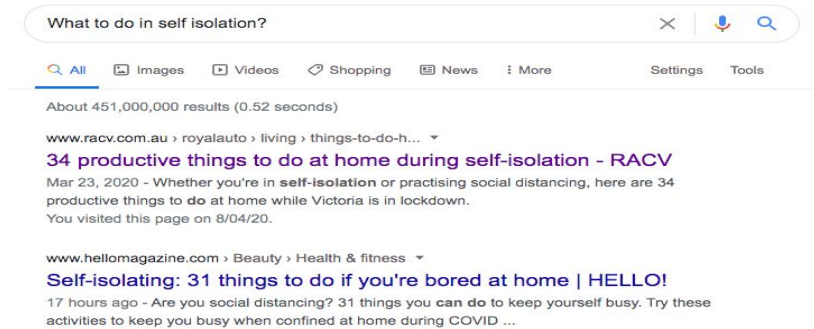 What to do in self isolation?
All Images Videos Shopping News More Settings Tools
About 451,000,000 results (0.52 seconds)
www.racv.com.au › royalauto › living › things-to-do-h...
34 productive things to do at home during self-isolation - RACV
Mar 23, 2020 - Whether you're in self-isolation or practising social distancing, here are 34
productive things to do at home while Victoria is in lockdown.
You visited this page on 8/04/20.
www.hellomagazine.com › Beauty › Health & fitness
Self-isolating: 31 things to do if you're bored at home | HELLO!
17 hours ago - Are you social distancing? 31 things you can do to keep yourself busy. Try these
activities to keep you busy when confined at home during COVID ...